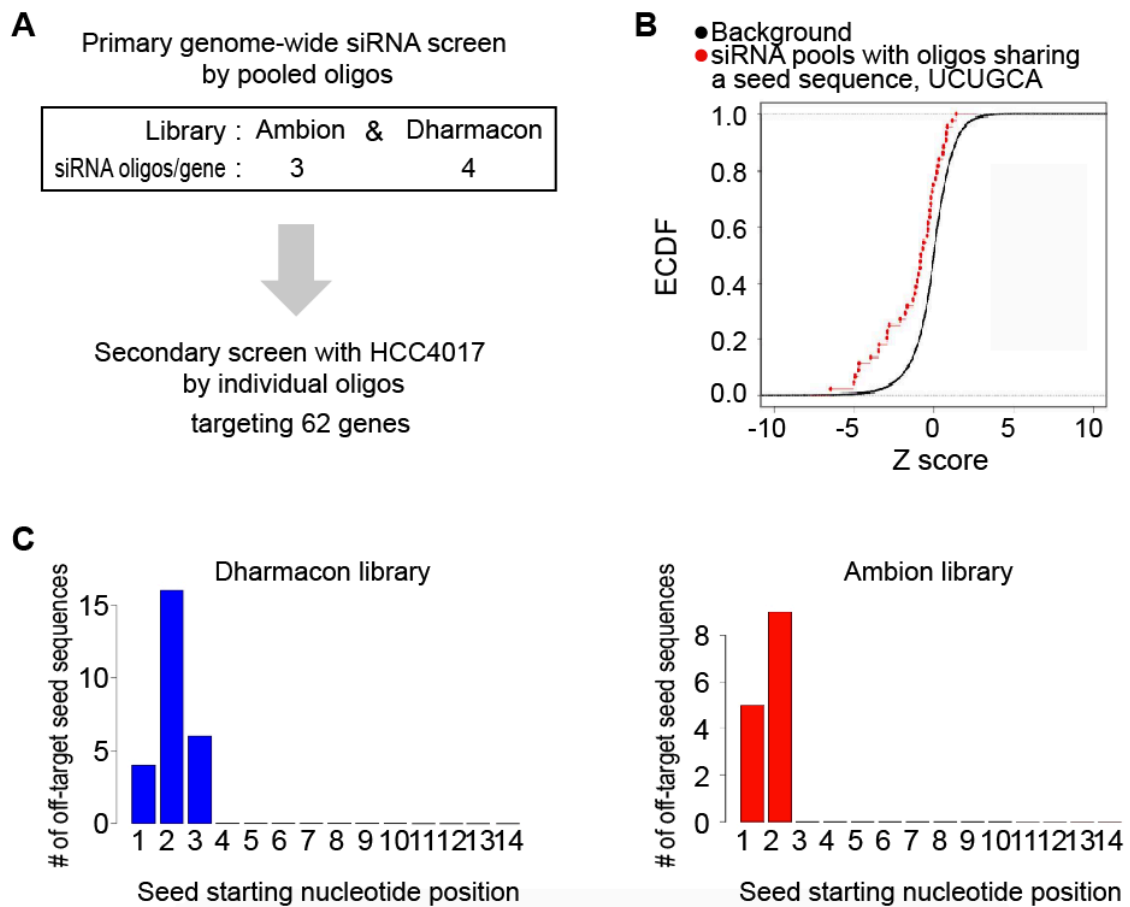 A
Primary genome-wide siRNA screen
by pooled oligos
Library : Ambion & Dharmacon
siRNA oligos/gene : 3 4
Secondary screen with HCC4017
by individual oligos
targeting 62 genes
B
Background
siRNA pools with oligos sharing
a seed sequence, UCUGCA
ECDF
1.0
0.8
0.6
0.4
0.2
0.0
-10 -5 0 5 10
Z score
C
Dharmacon library
# of off-target seed sequences
15
10
5
0
1 2 3 4 5 6 7 8 9 10 11 12 13 14
Seed starting nucleotide position
Ambion library
# of off-target seed sequences
8
6
4
2
0
1 2 3 4 5 6 7 8 9 10 11 12 13 14
Seed starting nucleotide position